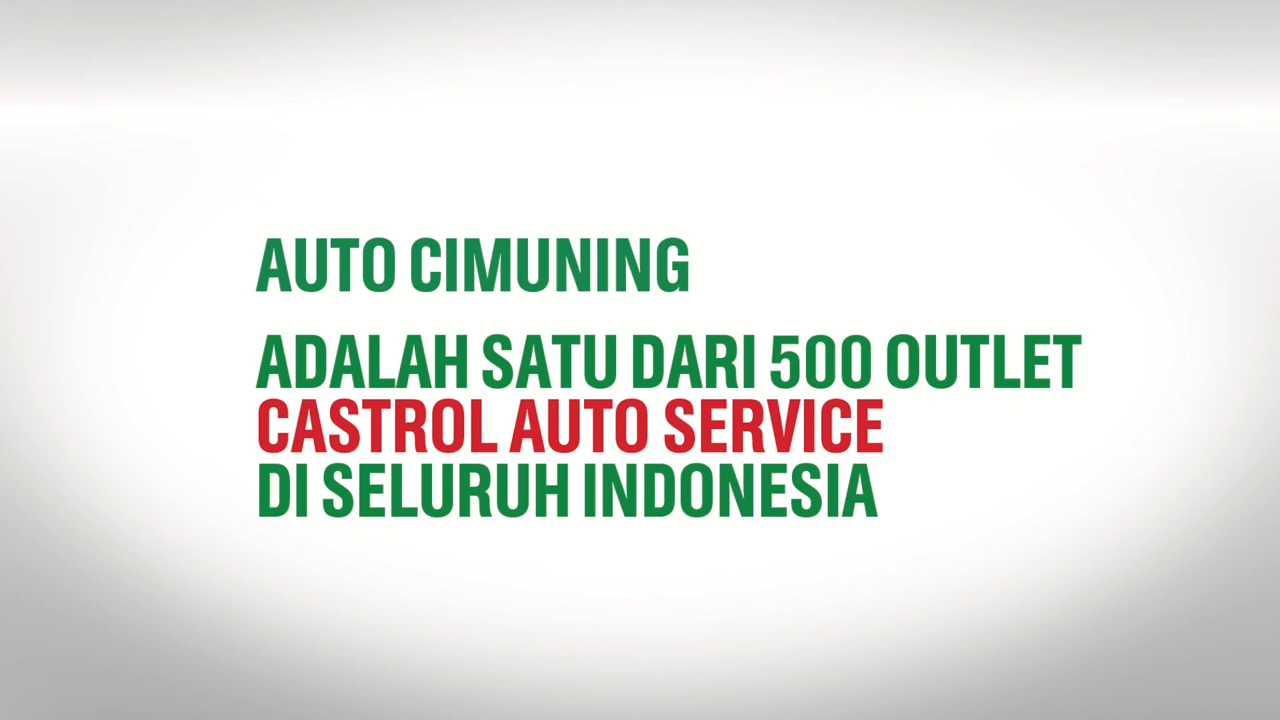 AUTO CIMUNING
ADALAH SATU DARI 500 OUTLET
CASTROL AUTO SERVICE
DI SELURUH INDONESIA